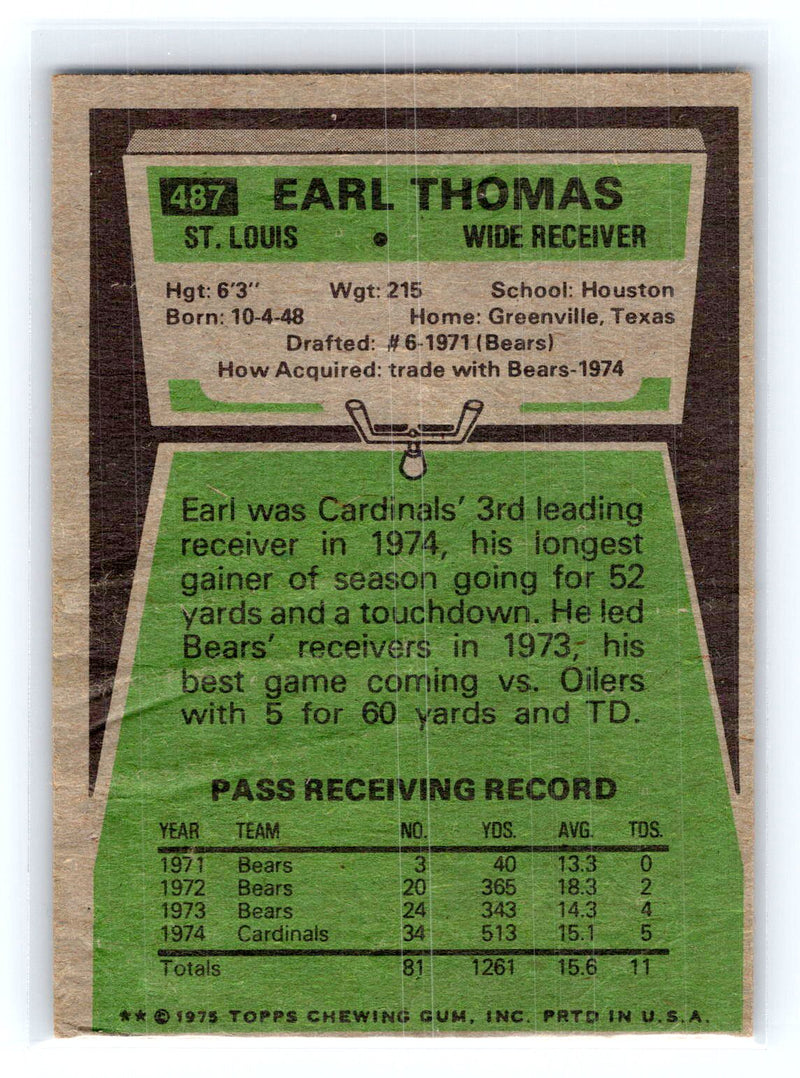 487 EARL THOMAS
ST. LOUIS • WIDE RECEIVER
Hgt: 6'3" Wgt: 215 School: Houston
Born: 10-4-48 Home: Greenville, Texas
Drafted: #6-1971 (Bears)
How Acquired: trade with Bears-1974
Earl was Cardinals' 3rd leading
receiver in 1974, his longest
gainer of season going for 52
yards and a touchdown. He led
Bears' receivers in 1973, his
best game coming vs. Oilers
with 5 for 60 yards and TD.
PASS RECEIVING RECORD
YEAR TEAM NO. YDS. AVG. TDS.
1971 Bears 3 40 13.3 0
1972 Bears 20 365 18.3 2
1973 Bears 24 343 14.3 4
1974 Cardinals 34 513 15.1 5
Totals 81 1261 15.6 11
** © 1975 TOPPS CHEWING GUM, INC. PRTD IN U.S.A.